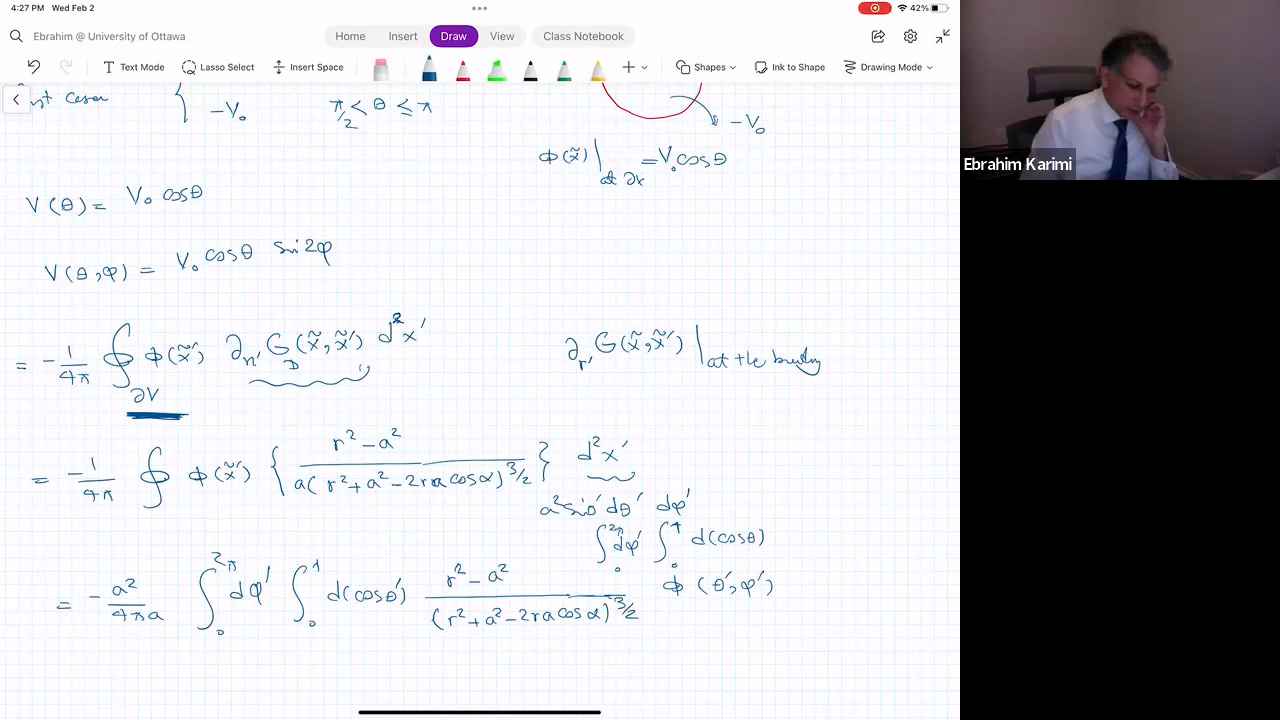 4:27 PM Wed Feb 2
42%
Ebrahim @ University of Ottawa
Home Insert Draw View Class Notebook
Text Mode Lasso Select Insert Space Shapes Ink to Shape Drawing Mode
{ -V₀ π/2 < θ ≤ π
-V₀
Φ(x̃)| at ∂V = V₀ cosθ
V(θ) = V₀ cosθ
V(θ,φ) = V₀ cosθ sin2φ
= -1/4π ∮_∂V Φ(x̃′) ∂n′ G_D(x̃,x̃′) d²x′
∂r′ G(x̃,x̃′)| at the
= -1/4π ∮ Φ(x̃′) { r²-a² / a(r²+a²-2ra cosα)^3/2 } d²x′
a² sinθ′ dθ′ dφ′
∫₀^2π dφ′ ∫₀^π d(cosθ)
Φ(θ′,φ′)
= -a²/4πa ∫₀^2π dφ′ ∫₀^π d(cosθ′) r²-a² / (r²+a²-2ra cosα)^3/2
Ebrahim Karimi